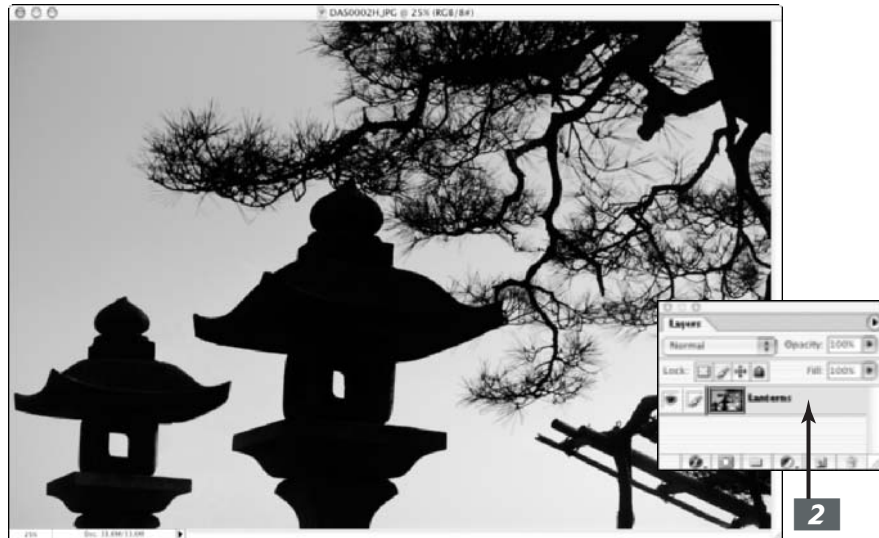 DAS0002H.JPG @ 25% (RGB/8#)
Layers
Normal
Opacity: 100%
Lock:
Fill: 100%
Lanterns
25%
2